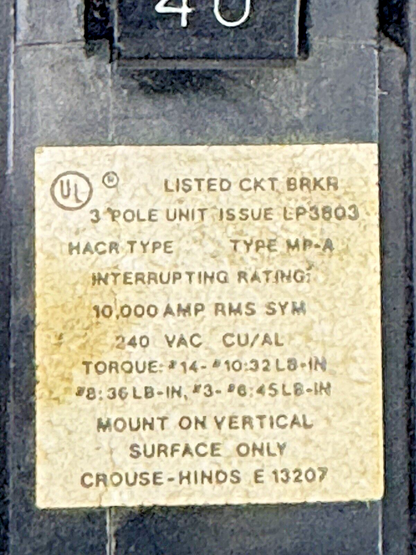 40
UL ® LISTED CKT BRKR
3 POLE UNIT ISSUE LP3803
HACR TYPE TYPE MP-A
INTERRUPTING RATING:
10,000 AMP RMS SYM
240 VAC CU/AL
TORQUE: #14-#10:32 LB-IN
#8:36 LB-IN, #3-#6:45 LB-IN
MOUNT ON VERTICAL
SURFACE ONLY
CROUSE-HINDS E 13207